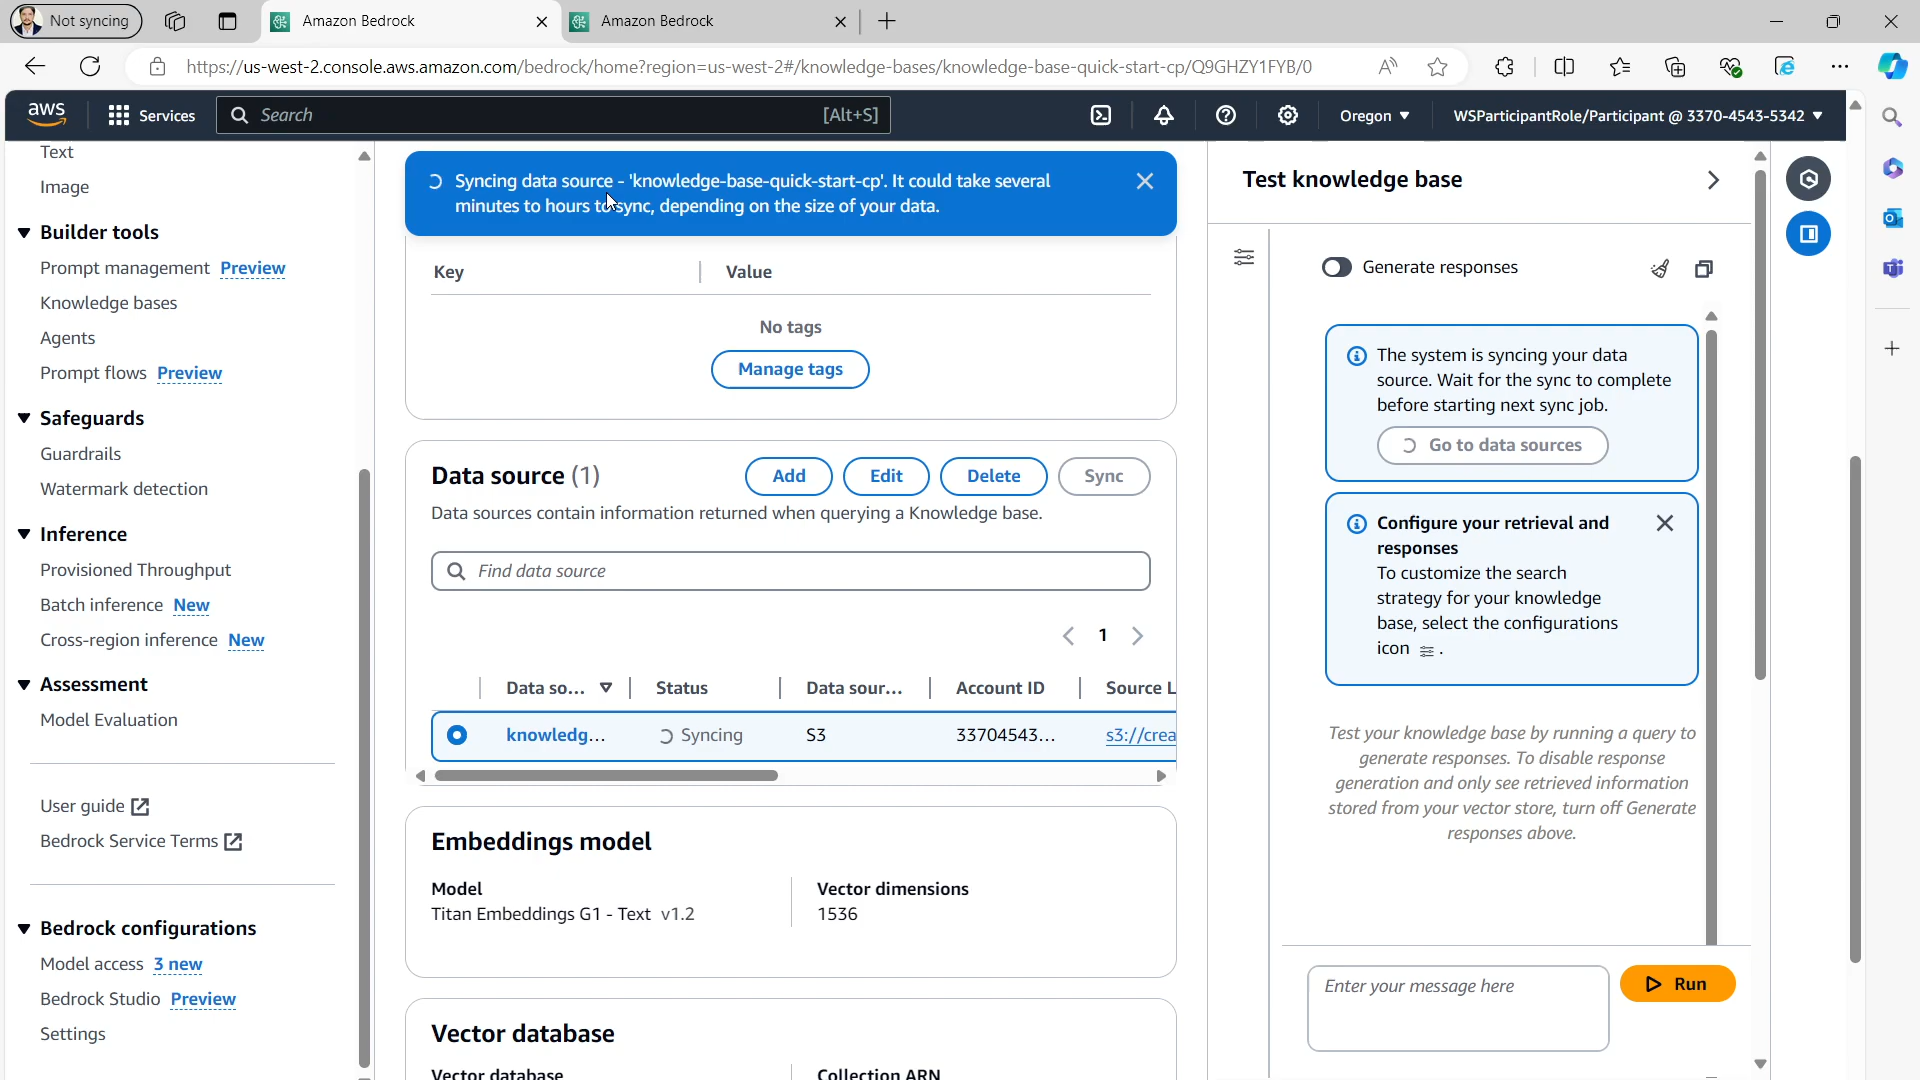 Not syncing
Amazon Bedrock
Amazon Bedrock
https://us-west-2.console.aws.amazon.com/bedrock/home?region=us-west-2#/knowledge-bases/knowledge-base-quick-start-cp/Q9GHZY1FYB/0
aws
Services
Search
[Alt+S]
Oregon
WSParticipantRole/Participant @ 3370-4543-5342
Text
Image
Builder tools
Prompt management Preview
Knowledge bases
Agents
Prompt flows Preview
Safeguards
Guardrails
Watermark detection
Inference
Provisioned Throughput
Batch inference New
Cross-region inference New
Assessment
Model Evaluation
User guide
Bedrock Service Terms
Bedrock configurations
Model access 3 new
Bedrock Studio Preview
Settings
Syncing data source - 'knowledge-base-quick-start-cp'. It could take several
minutes to hours to sync, depending on the size of your data.
Key
Value
No tags
Manage tags
Data source (1)
Add
Edit
Delete
Sync
Data sources contain information returned when querying a Knowledge base.
Find data source
1
Data so...
Status
Data sour...
Account ID
Source L
knowledg...
Syncing
S3
33704543...
s3://crea
Embeddings model
Model
Titan Embeddings G1 - Text v1.2
Vector dimensions
1536
Vector database
Vector database
Collection ARN
Test knowledge base
Generate responses
The system is syncing your data
source. Wait for the sync to complete
before starting next sync job.
Go to data sources
Configure your retrieval and
responses
To customize the search
strategy for your knowledge
base, select the configurations
icon .
Test your knowledge base by running a query to
generate responses. To disable response
generation and only see retrieved information
stored from your vector store, turn off Generate
responses above.
Enter your message here
Run